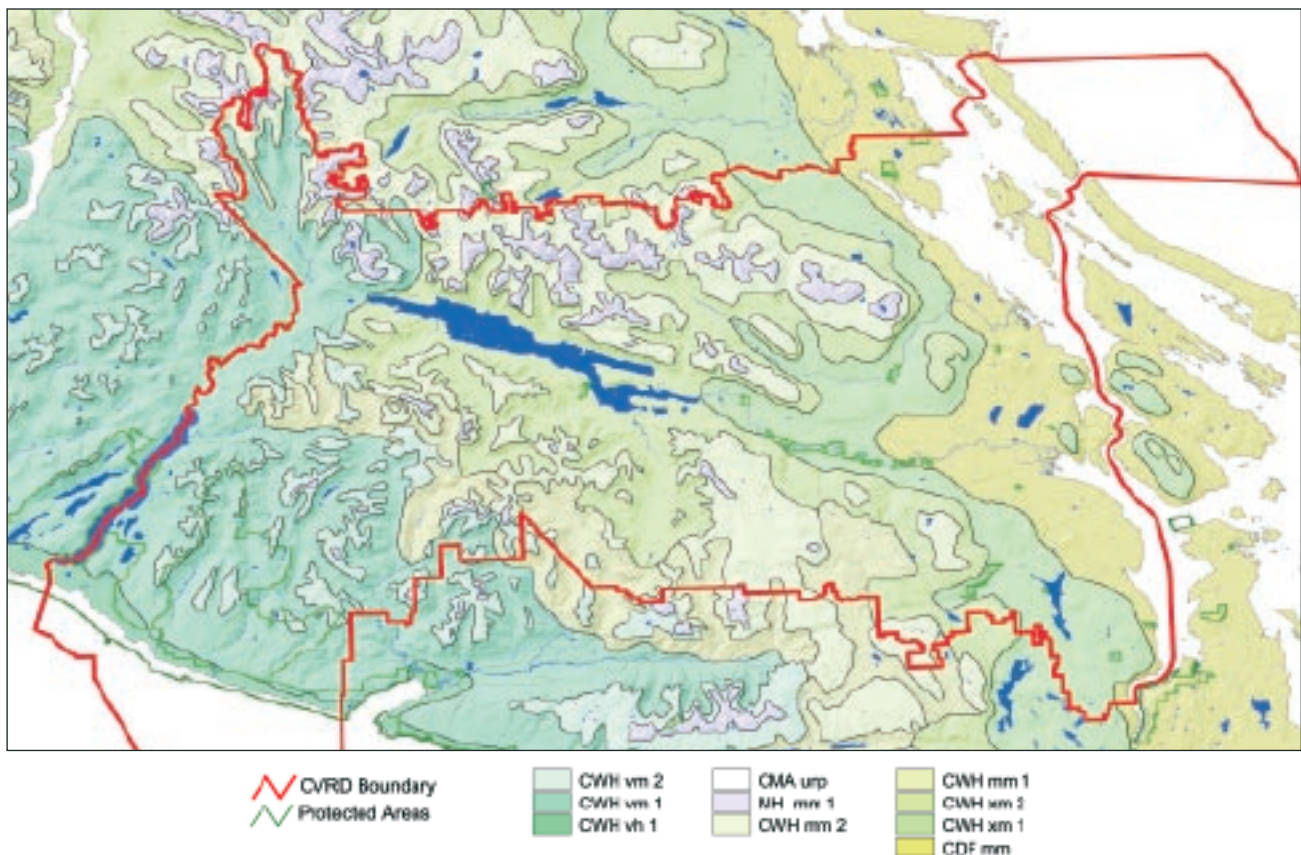 CVRD Boundary
Protected Areas
CWH vm 2
CWH vm 1
CWH vh 1
CMA urp
MH mm 1
CWH mm 2
CWH mm 1
CWH xm 2
CWH xm 1
CDF mm